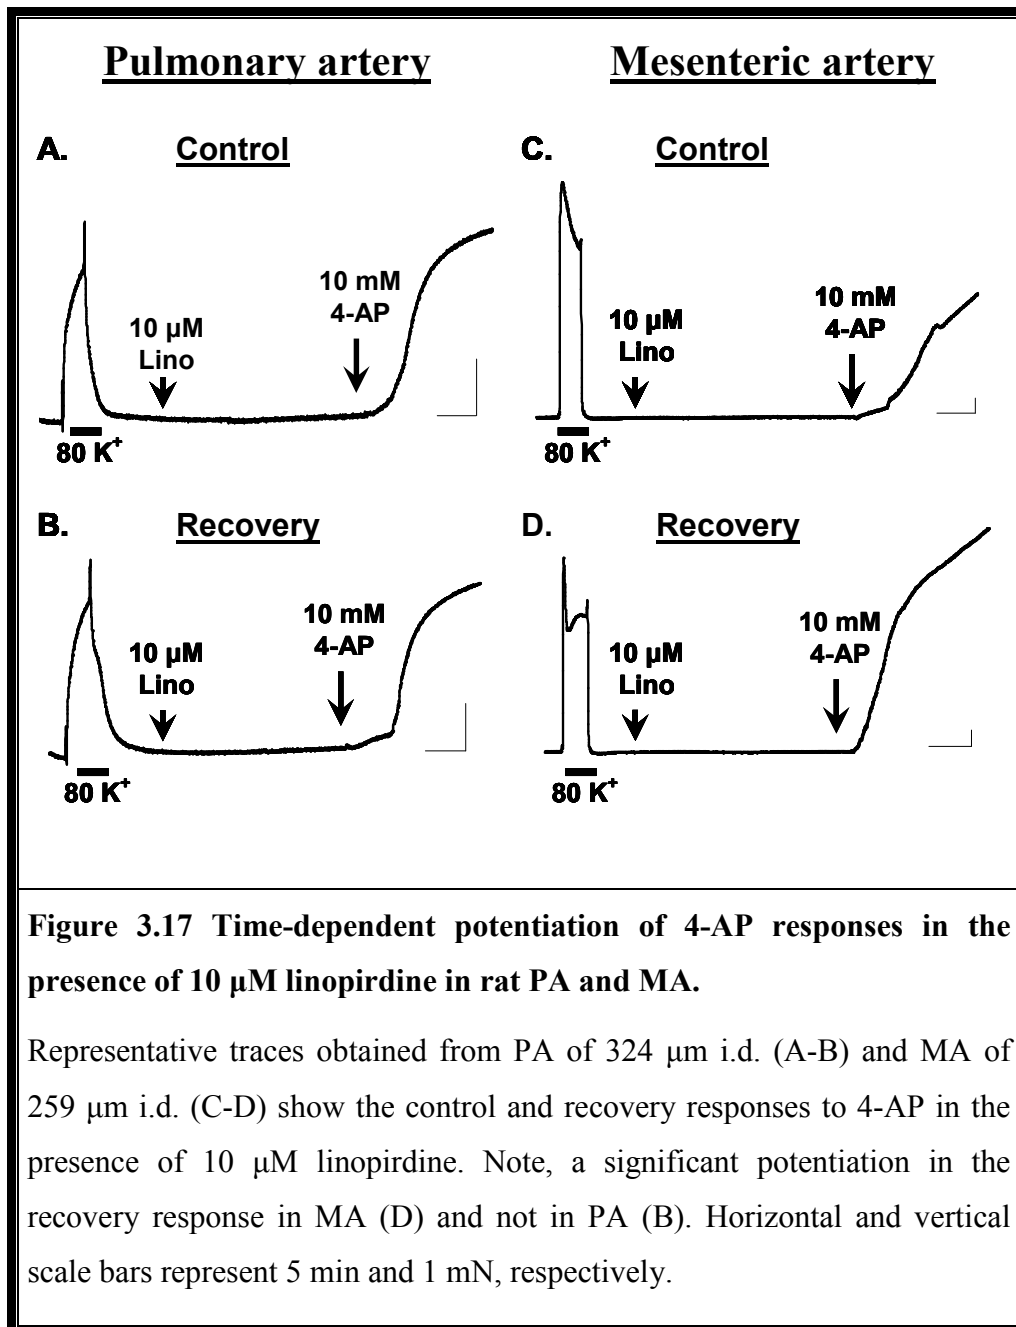 Pulmonary artery
Mesenteric artery
A. Control
10 µM
Lino
10 mM
4-AP
80 K+
C. Control
10 µM
Lino
10 mM
4-AP
80 K+
B. Recovery
10 µM
Lino
10 mM
4-AP
80 K+
D. Recovery
10 µM
Lino
10 mM
4-AP
80 K+
Figure 3.17 Time-dependent potentiation of 4-AP responses in the
presence of 10 µM linopirdine in rat PA and MA.
Representative traces obtained from PA of 324 µm i.d. (A-B) and MA of
259 µm i.d. (C-D) show the control and recovery responses to 4-AP in the
presence of 10 µM linopirdine. Note, a significant potentiation in the
recovery response in MA (D) and not in PA (B). Horizontal and vertical
scale bars represent 5 min and 1 mN, respectively.